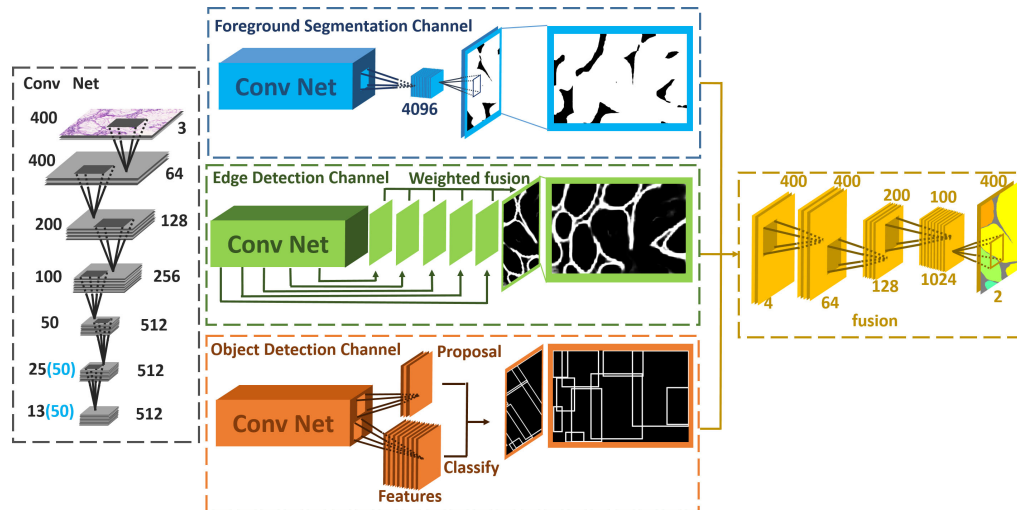 Conv Net
400
3
400
64
200
128
100
256
50
512
25(50)
512
13(50)
512
Foreground Segmentation Channel
Conv Net
4096
Edge Detection Channel
Weighted fusion
Conv Net
Object Detection Channel
Proposal
Conv Net
Classify
Features
400
400
200
100
400
4
64
128
1024
2
fusion